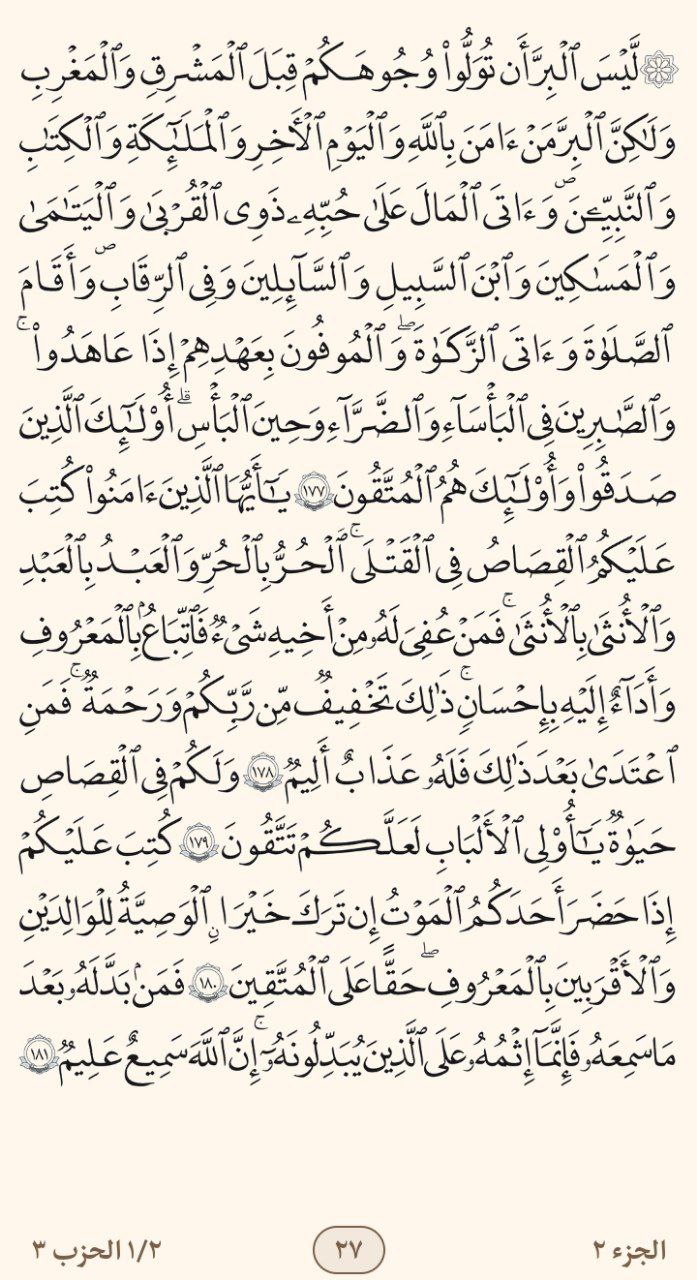 ۞ لَّيْسَ ٱلْبِرَّ أَن تُوَلُّوا۟ وُجُوهَكُمْ قِبَلَ ٱلْمَشْرِقِ وَٱلْمَغْرِبِ
وَلَـٰكِنَّ ٱلْبِرَّ مَنْ ءَامَنَ بِٱللَّهِ وَٱلْيَوْمِ ٱلْـَٔاخِرِ وَٱلْمَلَـٰٓئِكَةِ وَٱلْكِتَـٰبِ
وَٱلنَّبِيِّـۧنَ ۖ وَءَاتَى ٱلْمَالَ عَلَىٰ حُبِّهِۦ ذَوِى ٱلْقُرْبَىٰ وَٱلْيَتَـٰمَىٰ
وَٱلْمَسَـٰكِينَ وَٱبْنَ ٱلسَّبِيلِ وَٱلسَّآئِلِينَ وَفِى ٱلرِّقَابِ ۖ وَأَقَامَ
ٱلصَّلَوٰةَ وَءَاتَى ٱلزَّكَوٰةَ ۖ وَٱلْمُوفُونَ بِعَهْدِهِمْ إِذَا عَـٰهَدُوا۟ ۚ
وَٱلصَّـٰبِرِينَ فِى ٱلْبَأْسَآءِ وَٱلضَّرَّآءِ وَحِينَ ٱلْبَأْسِ ۗ أُو۟لَـٰٓئِكَ ٱلَّذِينَ
صَدَقُوا۟ وَأُو۟لَـٰٓئِكَ هُمُ ٱلْمُتَّقُونَ ١٧٧ يَـٰٓأَيُّهَا ٱلَّذِينَ ءَامَنُوا۟ كُتِبَ
عَلَيْكُمُ ٱلْقِصَاصُ فِى ٱلْقَتْلَى ۚ ٱلْحُرُّ بِٱلْحُرِّ وَٱلْعَبْدُ بِٱلْعَبْدِ
وَٱلْأُنثَىٰ بِٱلْأُنثَىٰ ۚ فَمَنْ عُفِىَ لَهُۥ مِنْ أَخِيهِ شَىْءٌ فَٱتِّبَاعٌۢ بِٱلْمَعْرُوفِ
وَأَدَآءٌ إِلَيْهِ بِإِحْسَـٰنٍ ۚ ذَٰلِكَ تَخْفِيفٌ مِّن رَّبِّكُمْ وَرَحْمَةٌ ۚ فَمَنِ
ٱعْتَدَىٰ بَعْدَ ذَٰلِكَ فَلَهُۥ عَذَابٌ أَلِيمٌ ١٧٨ وَلَكُمْ فِى ٱلْقِصَاصِ
حَيَوٰةٌ يَـٰٓأُو۟لِى ٱلْأَلْبَـٰبِ لَعَلَّكُمْ تَتَّقُونَ ١٧٩ كُتِبَ عَلَيْكُمْ
إِذَا حَضَرَ أَحَدَكُمُ ٱلْمَوْتُ إِن تَرَكَ خَيْرًا ٱلْوَصِيَّةُ لِلْوَٰلِدَيْنِ
وَٱلْأَقْرَبِينَ بِٱلْمَعْرُوفِ ۖ حَقًّا عَلَى ٱلْمُتَّقِينَ ١٨٠ فَمَنۢ بَدَّلَهُۥ بَعْدَ
مَا سَمِعَهُۥ فَإِنَّمَآ إِثْمُهُۥ عَلَى ٱلَّذِينَ يُبَدِّلُونَهُۥٓ ۚ إِنَّ ٱللَّهَ سَمِيعٌ عَلِيمٌ ١٨١
الجزء ٢ ٢٧ ١/٢ الحزب ٣